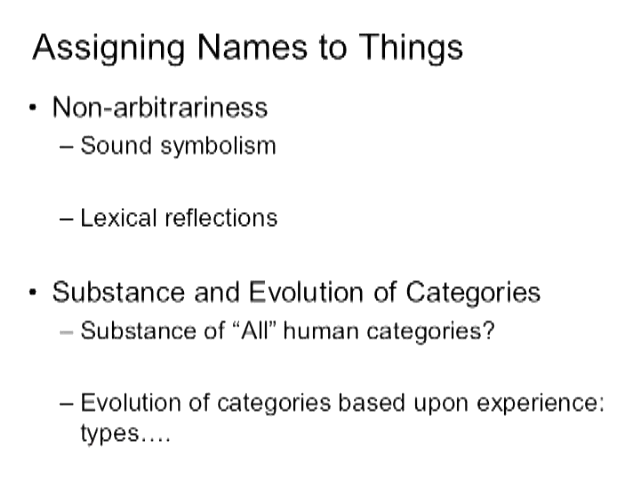 Assigning Names to Things
• Non-arbitrariness
– Sound symbolism
– Lexical reflections
• Substance and Evolution of Categories
– Substance of “All” human categories?
– Evolution of categories based upon experience:
types….